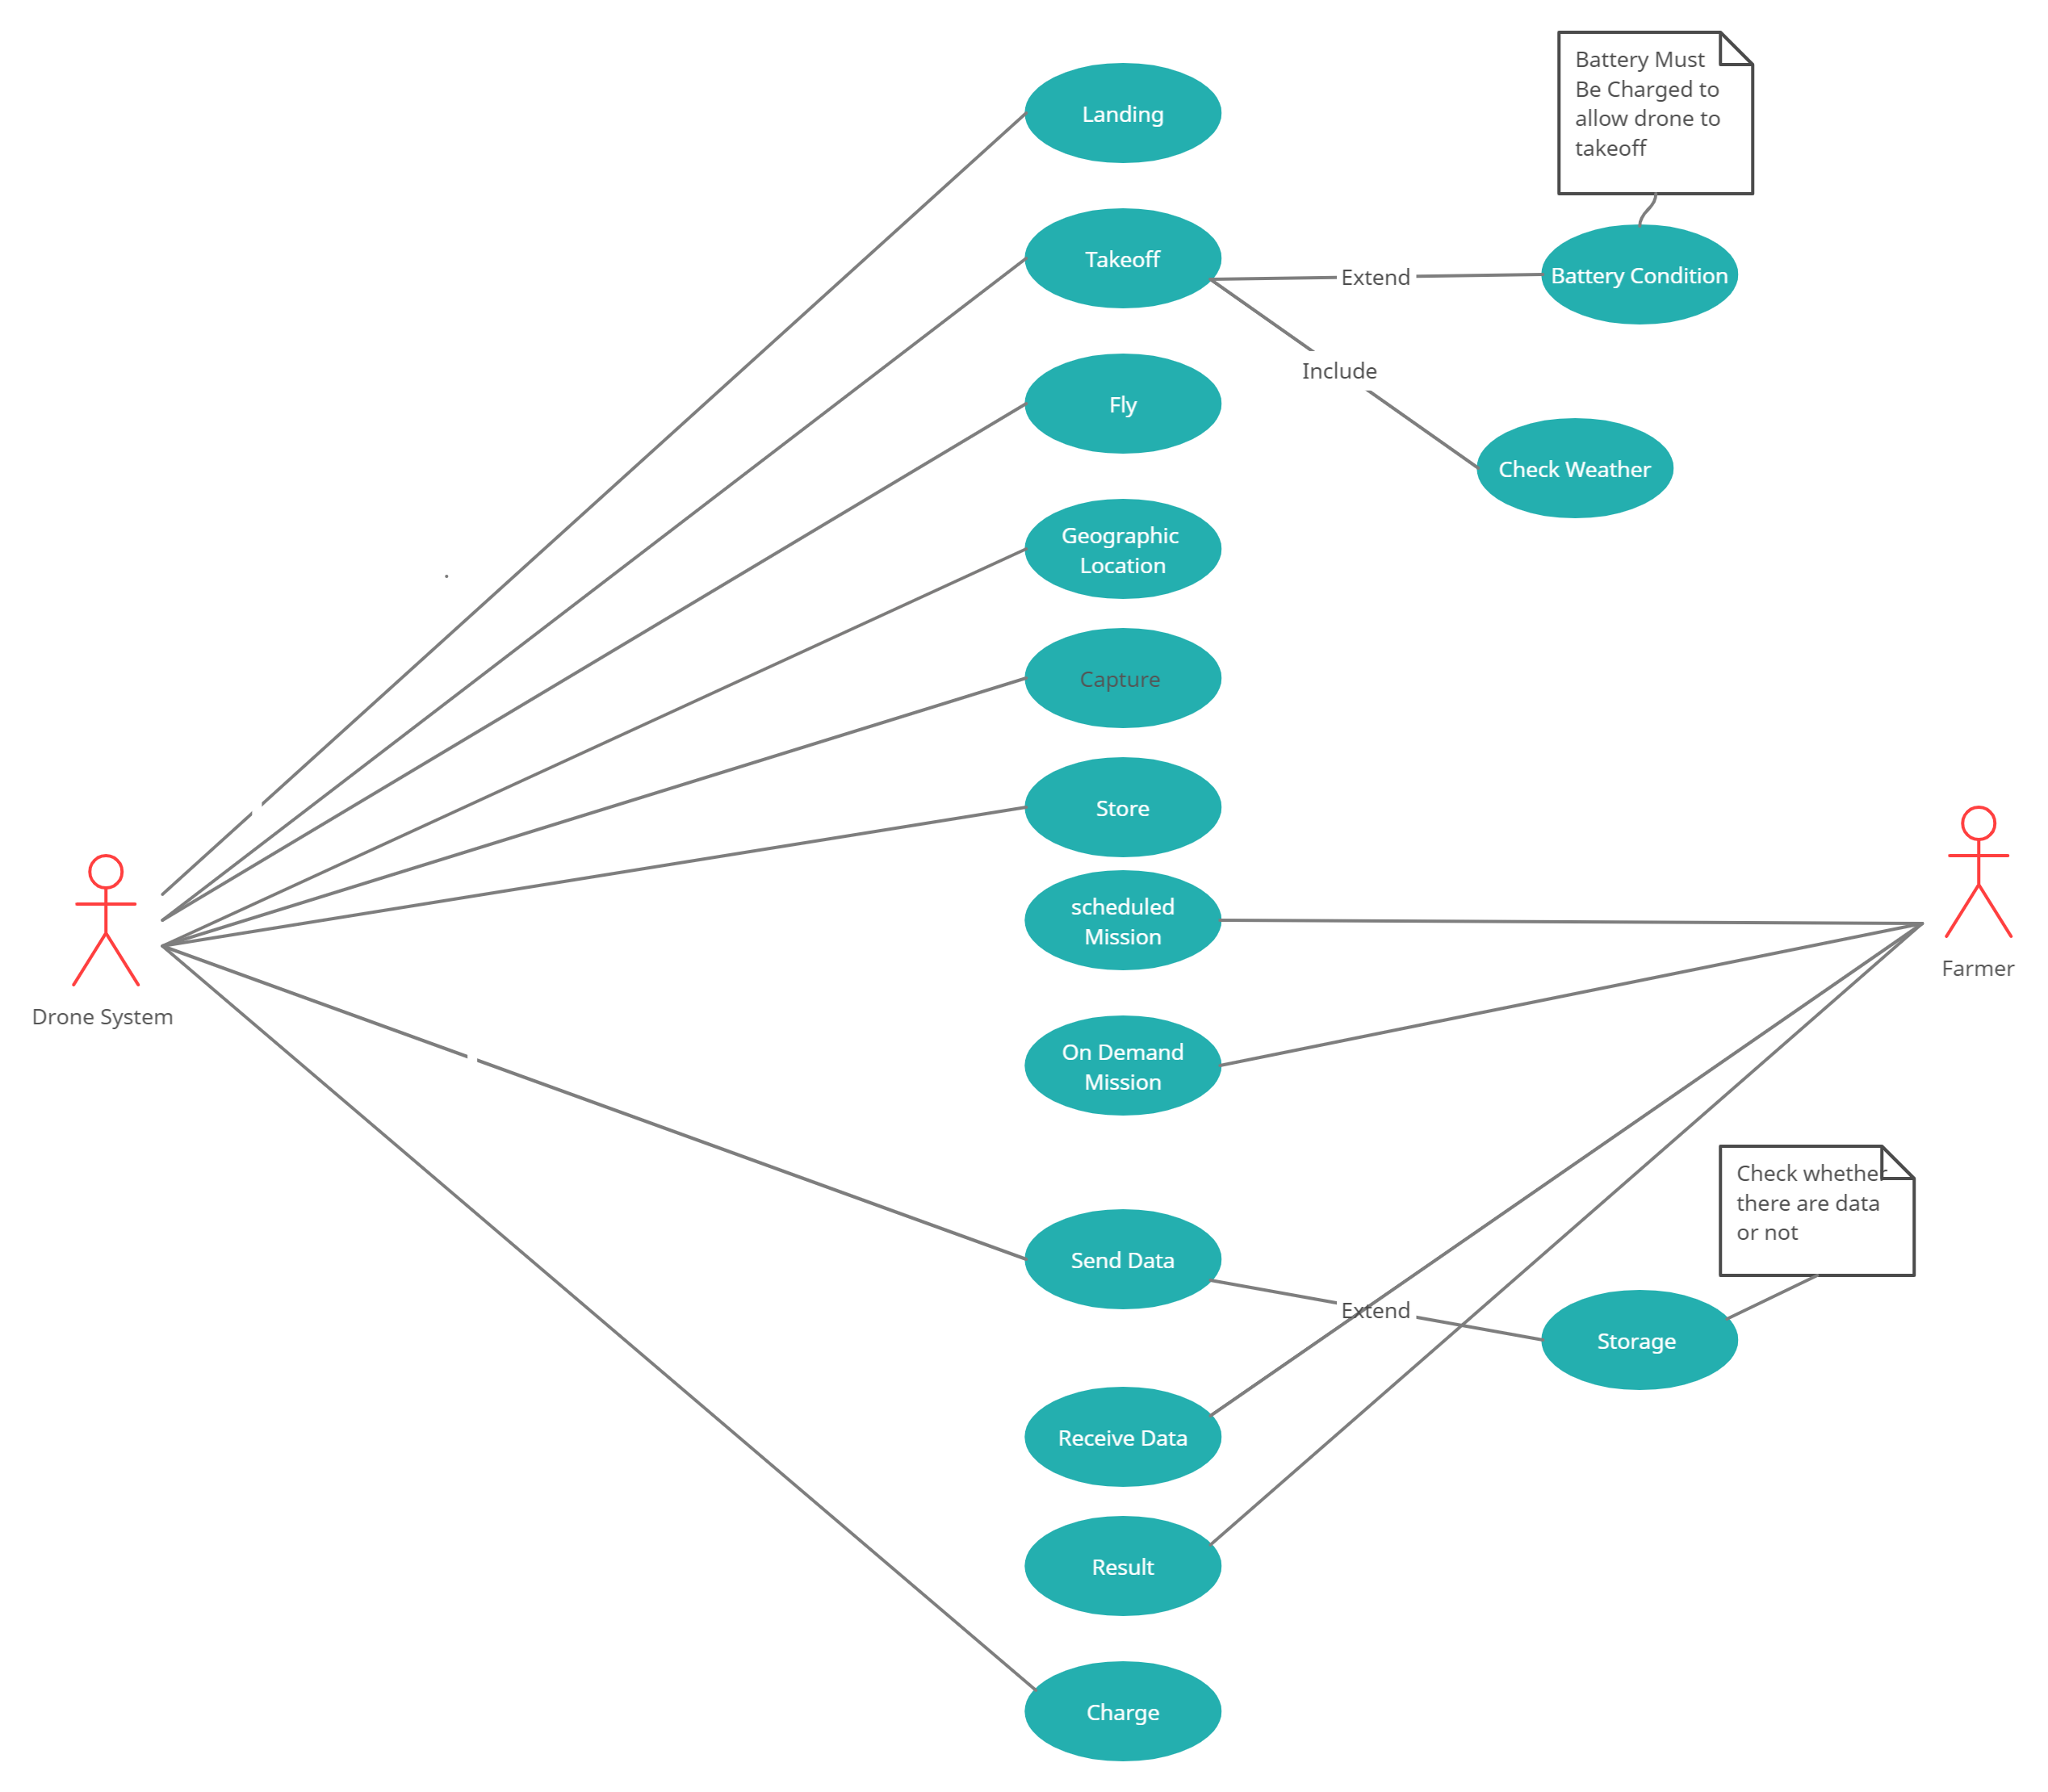 Battery Must
Be Charged to
allow drone to
takeoff
Landing
Takeoff
Extend
Battery Condition
Include
Fly
Check Weather
Geographic
Location
Capture
Store
scheduled
Mission
Farmer
Drone System
On Demand
Mission
Check whether
there are data
or not
Send Data
Extend
Storage
Receive Data
Result
Charge